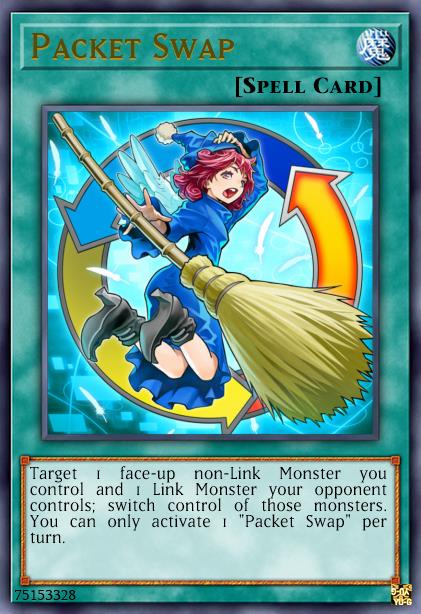 Packet Swap
魔
[Spell Card]
Target 1 face-up non-Link Monster you
control and 1 Link Monster your opponent
controls; switch control of those monsters.
You can only activate 1 "Packet Swap" per
turn.
75153328